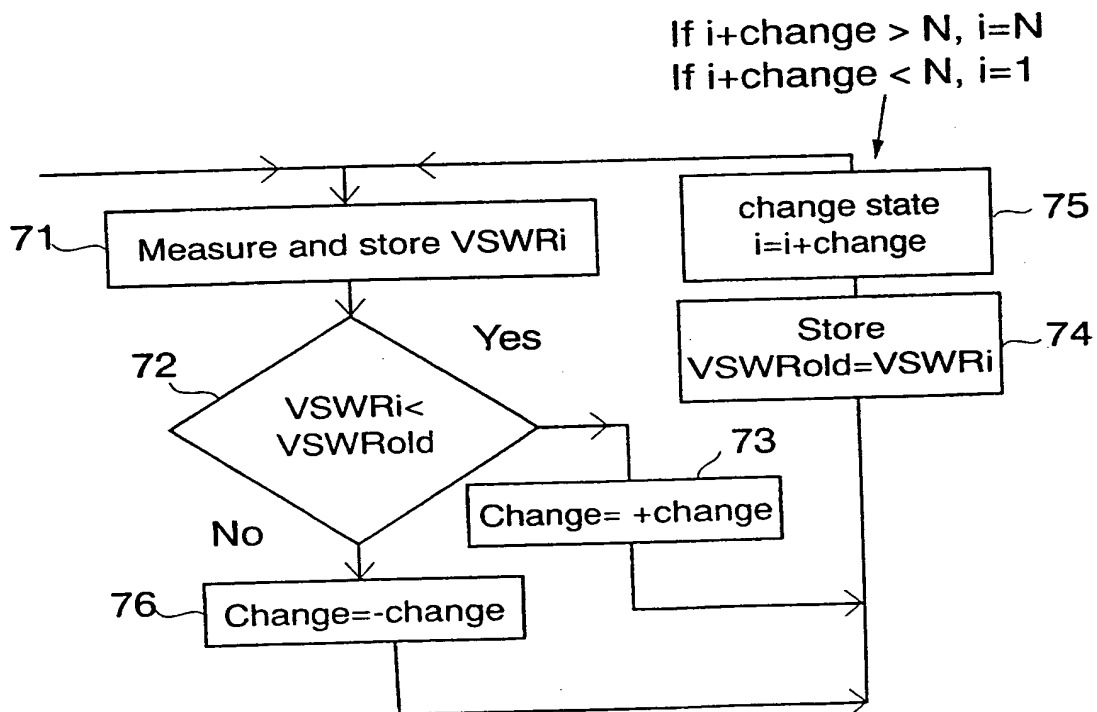 If i+change > N, i=N
If i+change < N, i=1
change state
i=i+change
75
71
Measure and store VSWRi
Store
VSWRold=VSWRi
74
Yes
72
VSWRi<
VSWRold
73
Change= +change
No
76
Change=-change